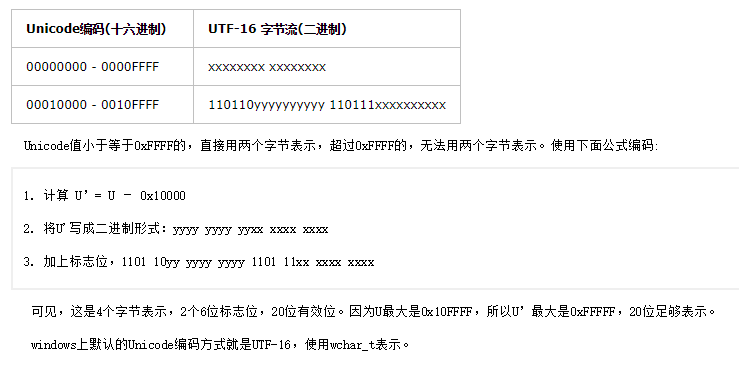 Unicode编码(十六进制) UTF-16 字节流(二进制)
00000000 - 0000FFFF xxxxxxxx xxxxxxxx
00010000 - 0010FFFF 110110yyyyyyyyyy 110111xxxxxxxxxx
Unicode值小于等于0xFFFF的，直接用两个字节表示，超过0xFFFF的，无法用两个字节表示。使用下面公式编码:
1. 计算 U’= U － 0x10000
2. 将U’写成二进制形式：yyyy yyyy yyxx xxxx xxxx
3. 加上标志位，1101 10yy yyyy yyyy 1101 11xx xxxx xxxx
可见，这是4个字节表示，2个6位标志位，20位有效位。因为U最大是0x10FFFF，所以U’最大是0xFFFFF，20位足够表示。
windows上默认的Unicode编码方式就是UTF-16，使用wchar_t表示。